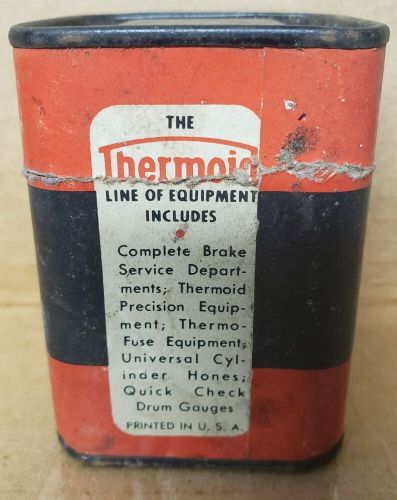 THE
Thermoid
LINE OF EQUIPMENT
INCLUDES
Complete Brake
Service Depart-
ments; Thermoid
Precision Equip-
ment; Thermo-
Fuse Equipment;
Universal Cyl-
inder Hones;
Quick Check
Drum Gauges
PRINTED IN U. S. A.